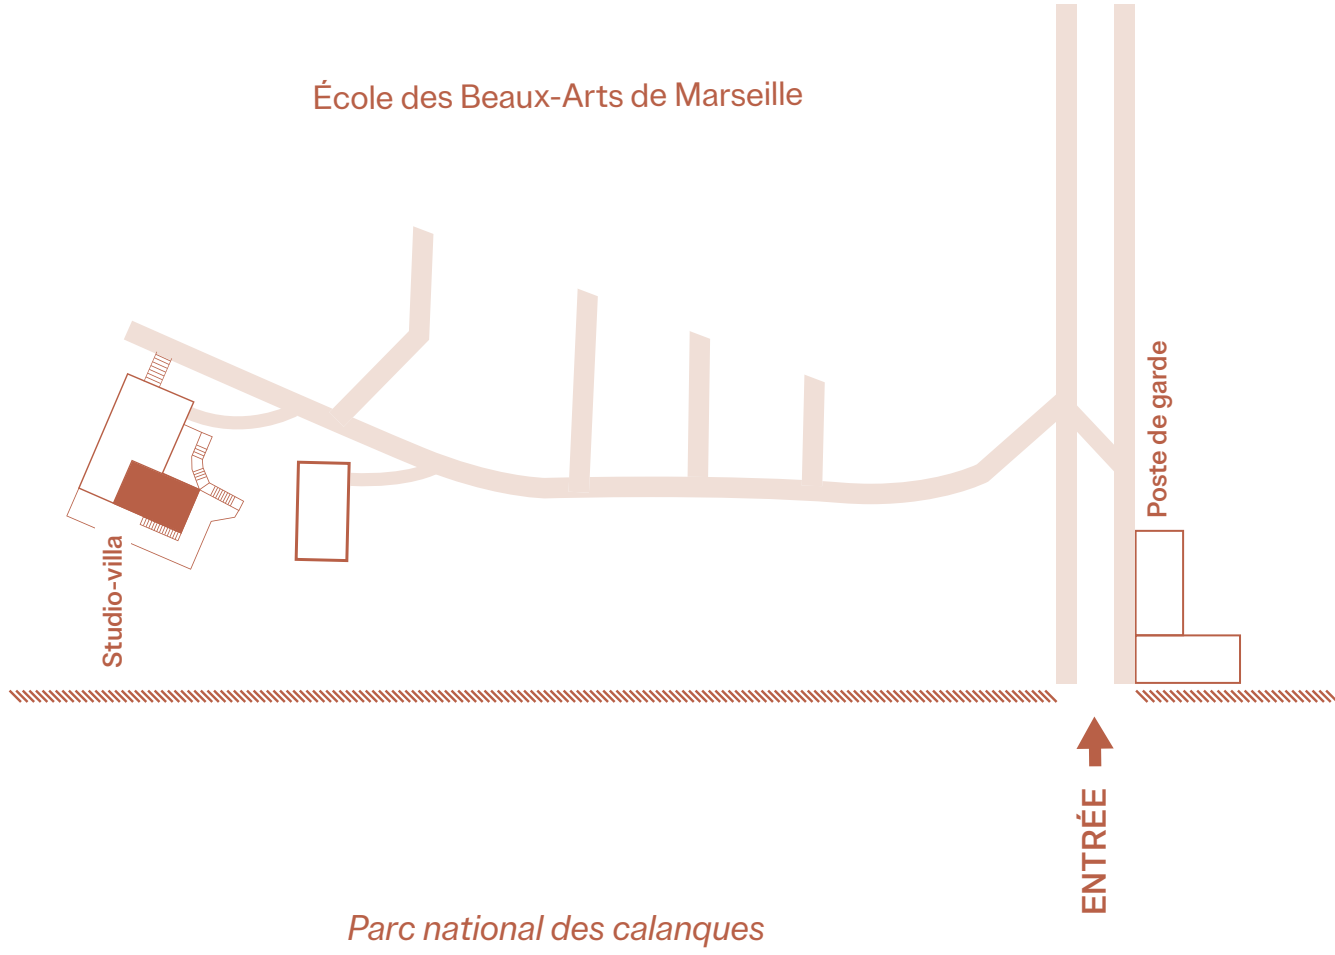 École des Beaux-Arts de Marseille
Poste de garde
Studio-villa
ENTRÉE
Parc national des calanques